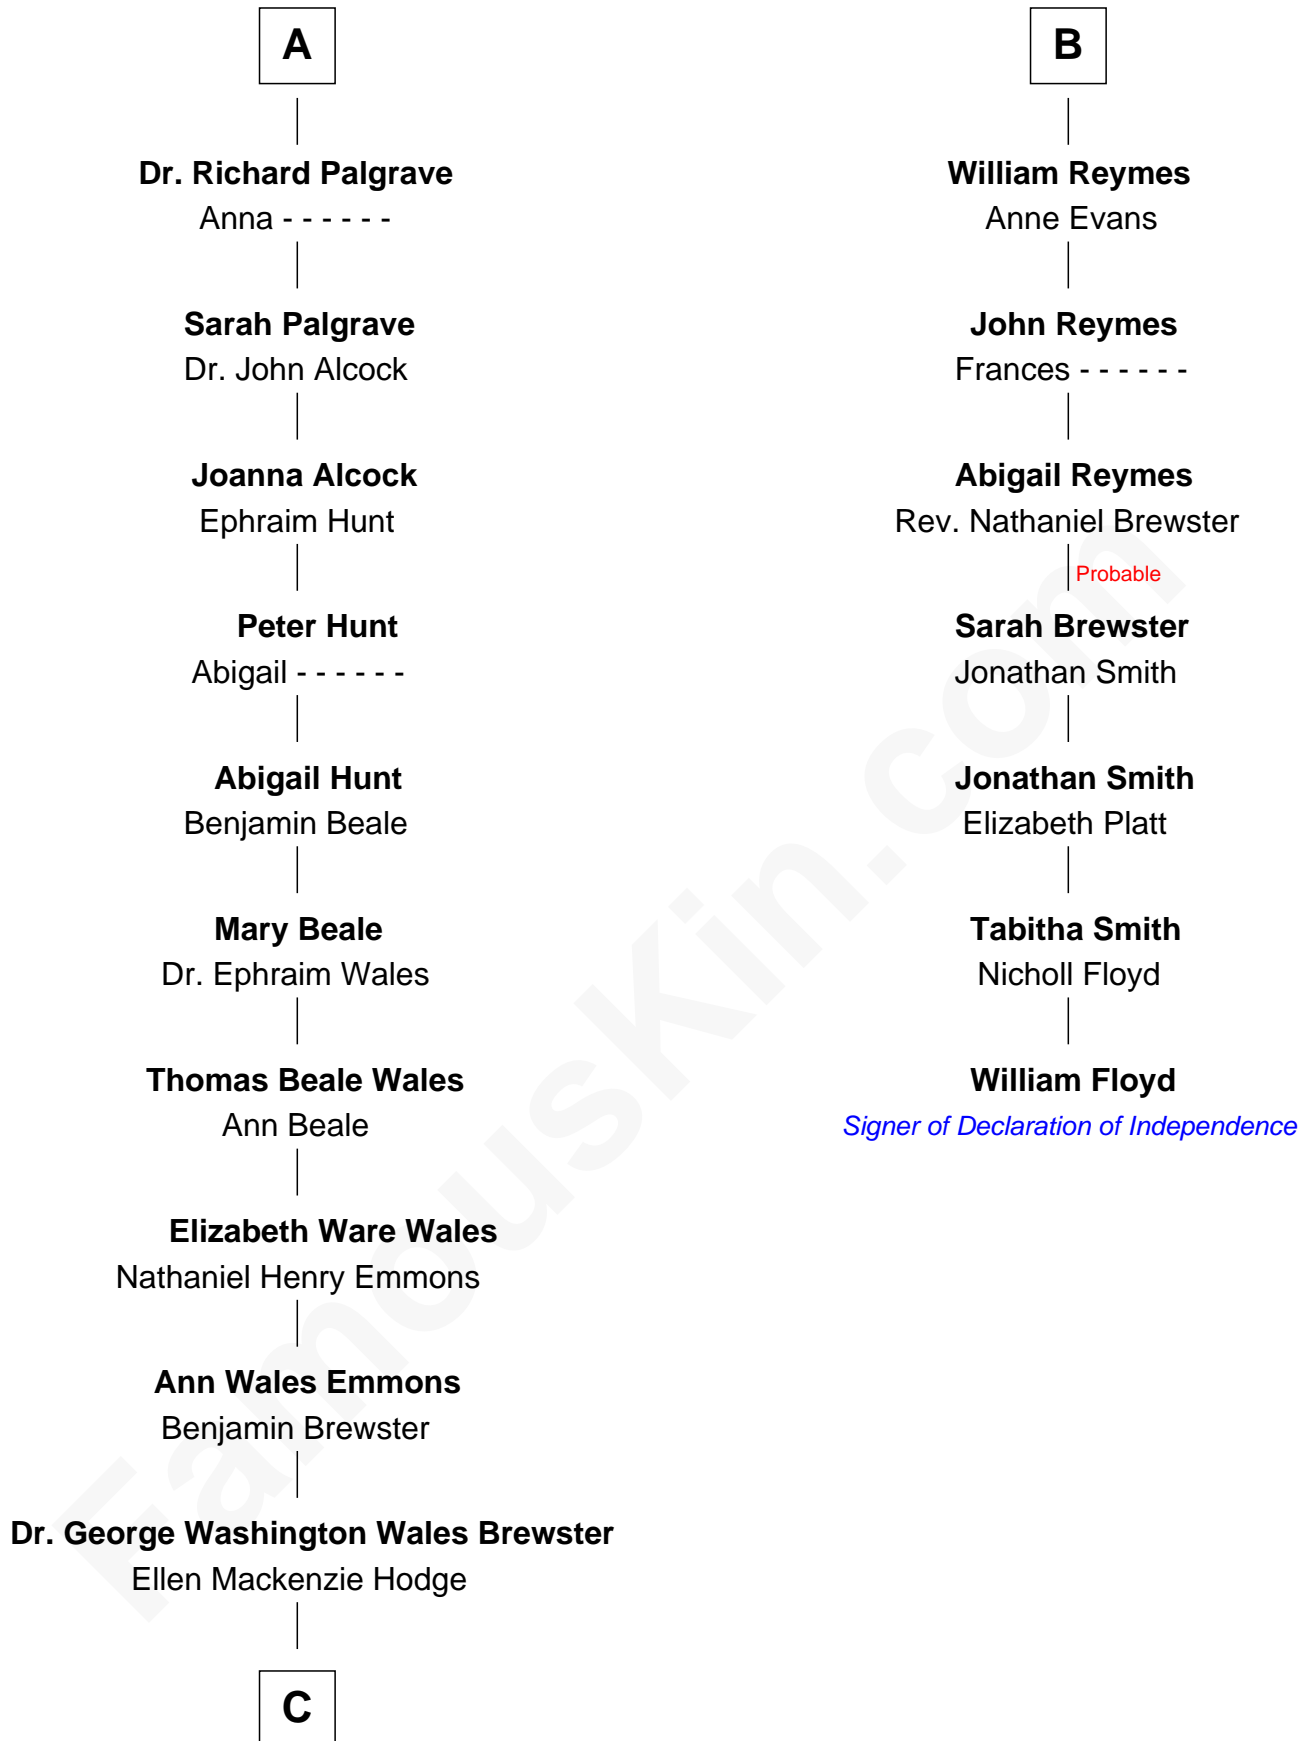 A
Dr. Richard Palgrave
Anna - - - - - -
Sarah Palgrave
Dr. John Alcock
Joanna Alcock
Ephraim Hunt
Peter Hunt
Abigail - - - - - -
Abigail Hunt
Benjamin Beale
Mary Beale
Dr. Ephraim Wales
Thomas Beale Wales
Ann Beale
Elizabeth Ware Wales
Nathaniel Henry Emmons
Ann Wales Emmons
Benjamin Brewster
Dr. George Washington Wales Brewster
Ellen Mackenzie Hodge
C
B
William Reymes
Anne Evans
John Reymes
Frances - - - - - -
Abigail Reymes
Rev. Nathaniel Brewster
Probable
Sarah Brewster
Jonathan Smith
Jonathan Smith
Elizabeth Platt
Tabitha Smith
Nicholl Floyd
William Floyd
Signer of Declaration of Independence
FamousKin.com